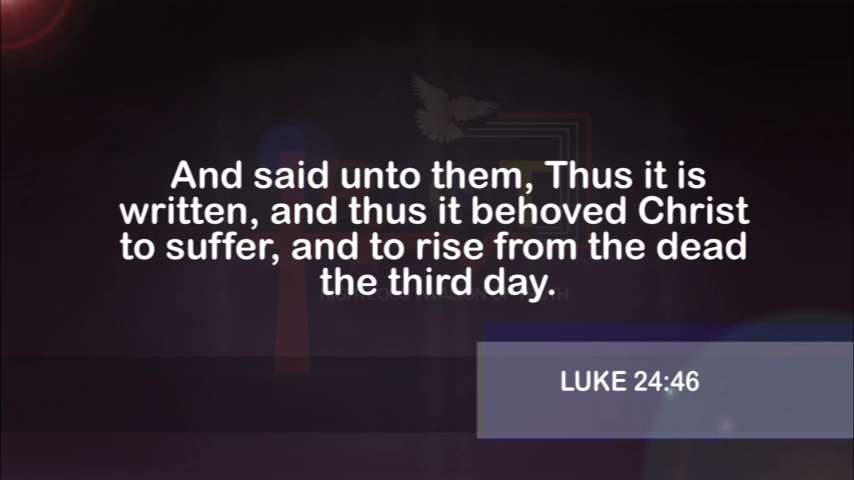 And said unto them, Thus it is
written, and thus it behoved Christ
to suffer, and to rise from the dead
the third day.
LUKE 24:46